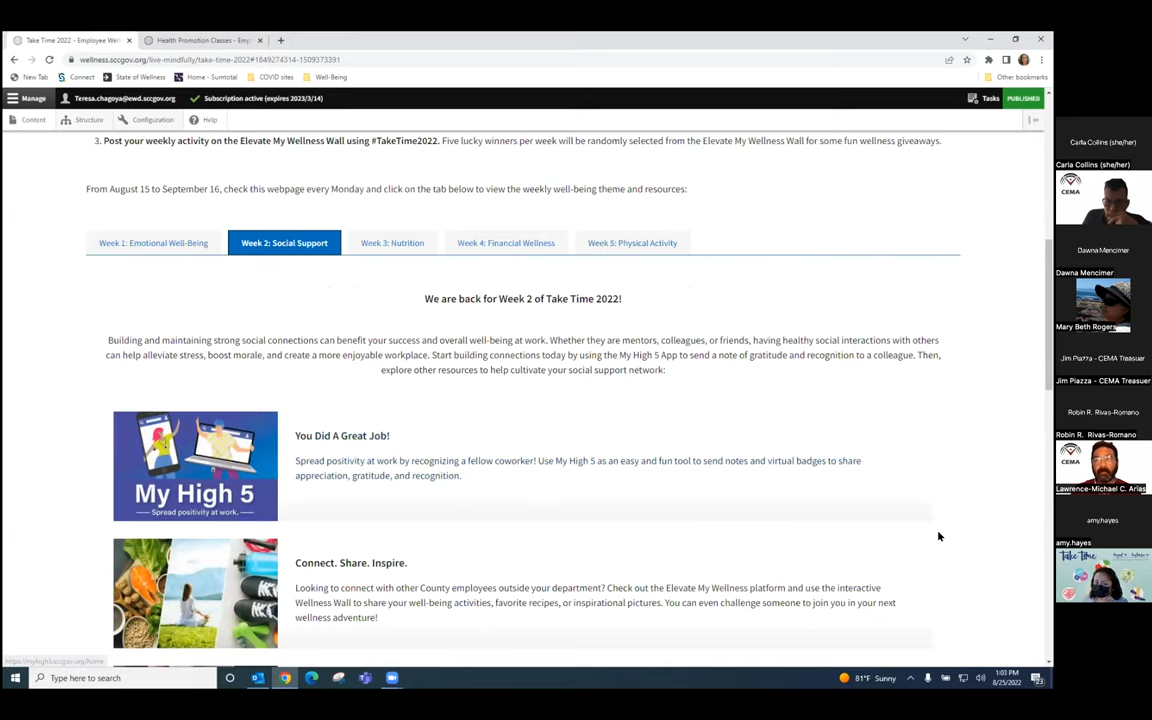 Take Time 2022 - Employee Well
Health Promotion Classes - Empl
wellness.sccgov.org/live-mindfully/take-time-2022#1849274314-1509373391
New Tab
Connect
State of Wellness
Home - Sumtotal
COVID sites
Well-Being
Other bookmarks
Manage
Teresa.chagoya@ewd.sccgov.org
Subscription active (expires 2023/3/14)
Tasks
PUBLISHED
Content
Structure
Configuration
Help
3. Post your weekly activity on the Elevate My Wellness Wall using #TakeTime2022. Five lucky winners per week will be randomly selected from the Elevate My Wellness Wall for some fun wellness giveaways.
From August 15 to September 16, check this webpage every Monday and click on the tab below to view the weekly well-being theme and resources:
Week 1: Emotional Well-Being
Week 2: Social Support
Week 3: Nutrition
Week 4: Financial Wellness
Week 5: Physical Activity
We are back for Week 2 of Take Time 2022!
Building and maintaining strong social connections can benefit your success and overall well-being at work. Whether they are mentors, colleagues, or friends, having healthy social interactions with others
can help alleviate stress, boost morale, and create a more enjoyable workplace. Start building connections today by using the My High 5 App to send a note of gratitude and recognition to a colleague. Then,
explore other resources to help cultivate your social support network:
My High 5
Spread positivity at work.
You Did A Great Job!
Spread positivity at work by recognizing a fellow coworker! Use My High 5 as an easy and fun tool to send notes and virtual badges to share
appreciation, gratitude, and recognition.
Connect. Share. Inspire.
Looking to connect with other County employees outside your department? Check out the Elevate My Wellness platform and use the interactive
Wellness Wall to share your well-being activities, favorite recipes, or inspirational pictures. You can even challenge someone to join you in your next
wellness adventure!
https://myhigh5.sccgov.org/home
Type here to search
81°F Sunny
1:03 PM
8/25/2022
23
Carla Collins (she/her)
Carla Collins (she/her)
CEMA
Dawna Mencimer
Dawna Mencimer
Mary Beth Rogers
Jim Piazza - CEMA Treasuer
Jim Piazza - CEMA Treasuer
Robin R. Rivas-Romano
Robin R. Rivas-Romano
CEMA
Lawrence-Michael C. Arias
amy.hayes
amy.hayes
Take Time